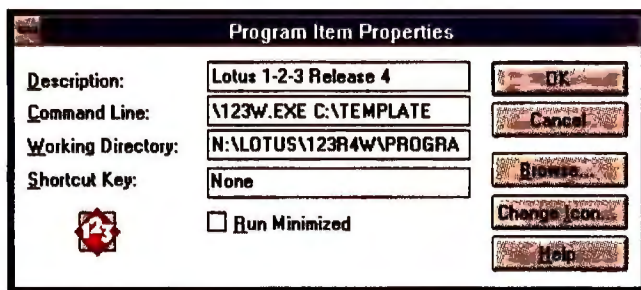 Program Item Properties
Description: Lotus 1-2-3 Release 4
Command Line: \123W.EXE C:\TEMPLATE
Working Directory: N:\LOTUS\123R4W\PROGRA
Shortcut Key: None
Run Minimized
OK
Cancel
Browse...
Change Icon...
Help
123